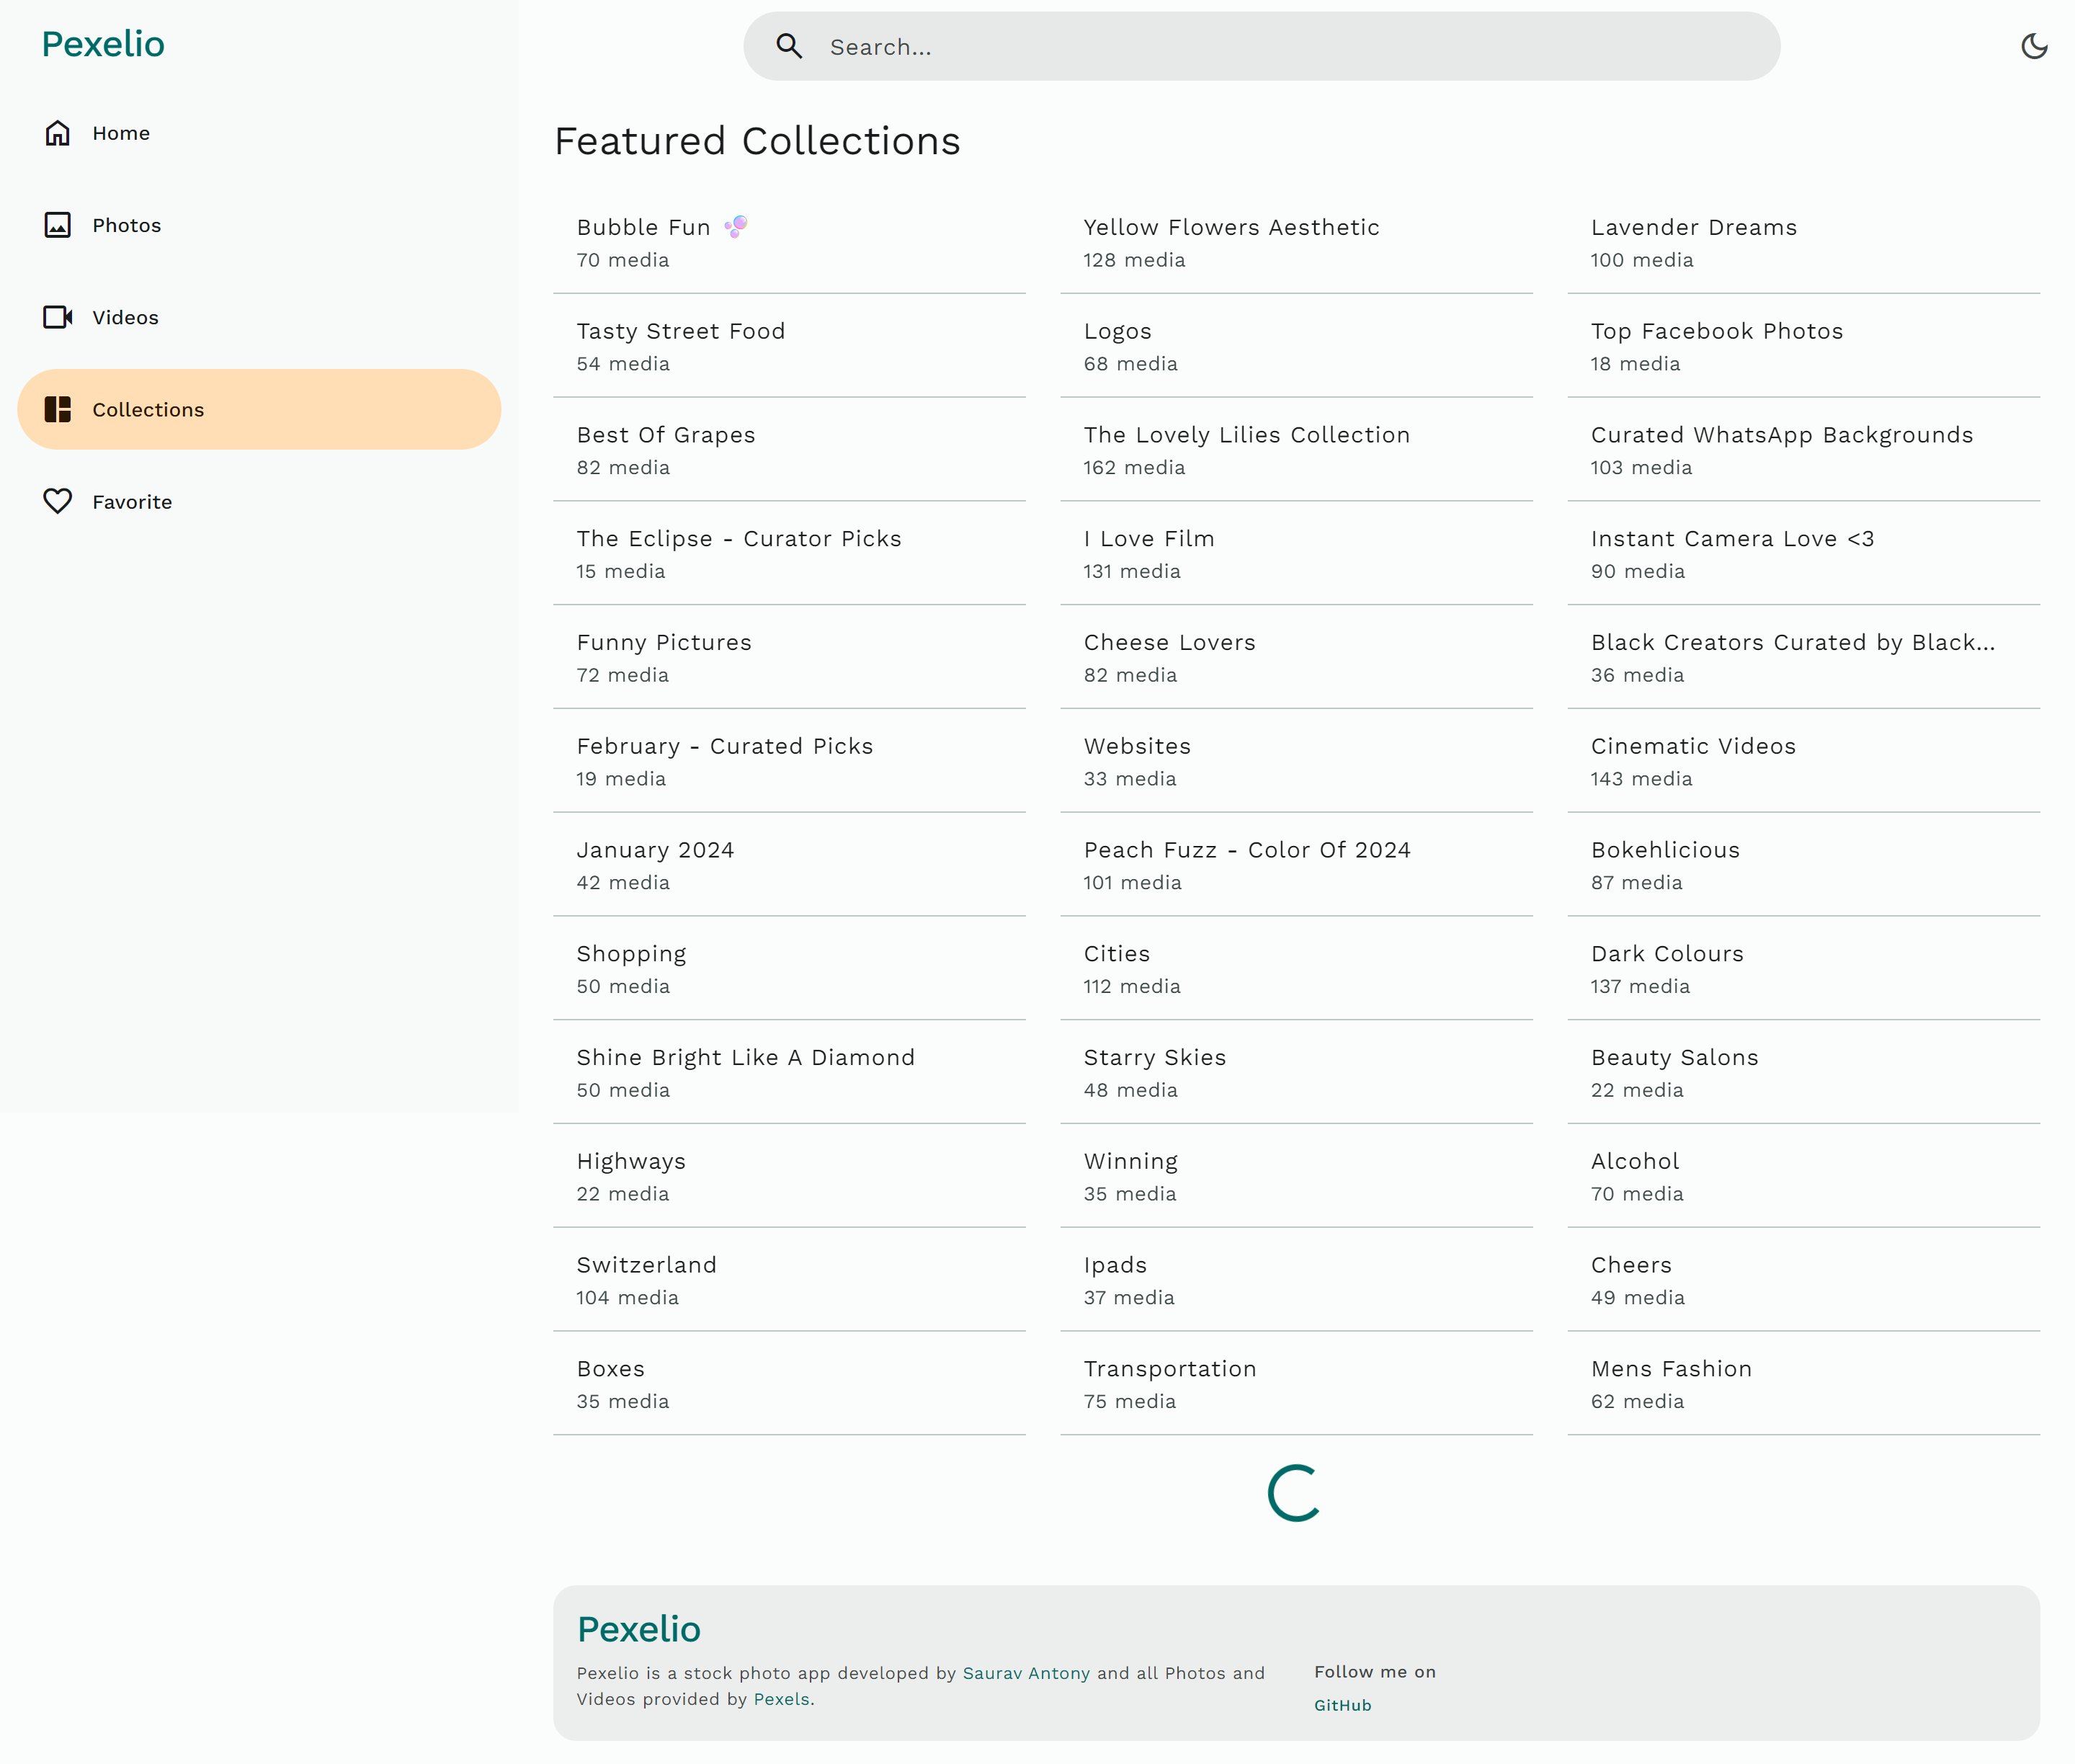 Pexelio
Search...
Home
Photos
Videos
Collections
Favorite
Featured Collections
Bubble Fun 🫧
70 media
Yellow Flowers Aesthetic
128 media
Lavender Dreams
100 media
Tasty Street Food
54 media
Logos
68 media
Top Facebook Photos
18 media
Best Of Grapes
82 media
The Lovely Lilies Collection
162 media
Curated WhatsApp Backgrounds
103 media
The Eclipse - Curator Picks
15 media
I Love Film
131 media
Instant Camera Love <3
90 media
Funny Pictures
72 media
Cheese Lovers
82 media
Black Creators Curated by Black...
36 media
February - Curated Picks
19 media
Websites
33 media
Cinematic Videos
143 media
January 2024
42 media
Peach Fuzz - Color Of 2024
101 media
Bokehlicious
87 media
Shopping
50 media
Cities
112 media
Dark Colours
137 media
Shine Bright Like A Diamond
50 media
Starry Skies
48 media
Beauty Salons
22 media
Highways
22 media
Winning
35 media
Alcohol
70 media
Switzerland
104 media
Ipads
37 media
Cheers
49 media
Boxes
35 media
Transportation
75 media
Mens Fashion
62 media
Pexelio
Pexelio is a stock photo app developed by Saurav Antony and all Photos and
Videos provided by Pexels.
Follow me on
GitHub